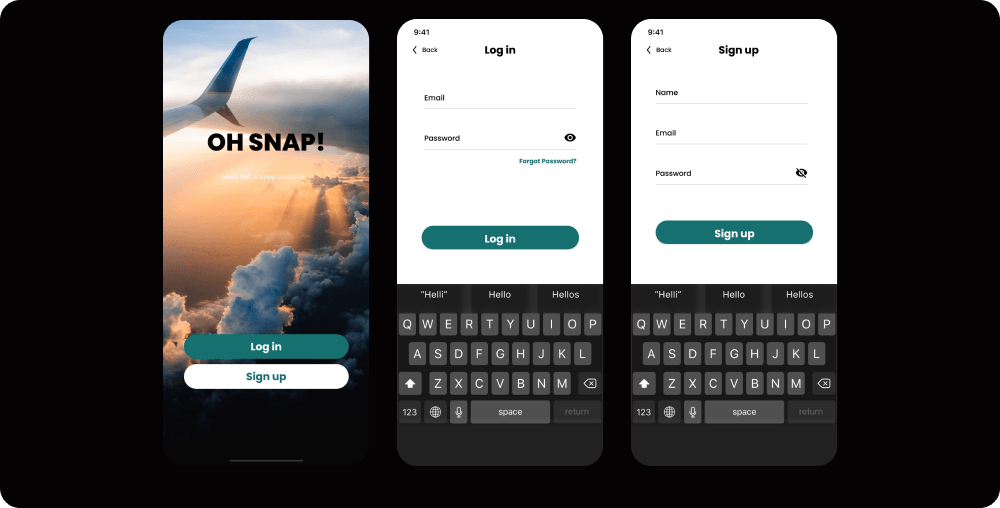 OH SNAP!
Mark Set & Snap Location
Log in
Sign up
9:41
Back
Log in
Email
Password
Forgot Password?
Log in
“Helli” Hello Hellos
Q W E R T Y U I O P
A S D F G H J K L
Z X C V B N M
123 space return
9:41
Back
Sign up
Name
Email
Password
Sign up
“Helli” Hello Hellos
Q W E R T Y U I O P
A S D F G H J K L
Z X C V B N M
123 space return